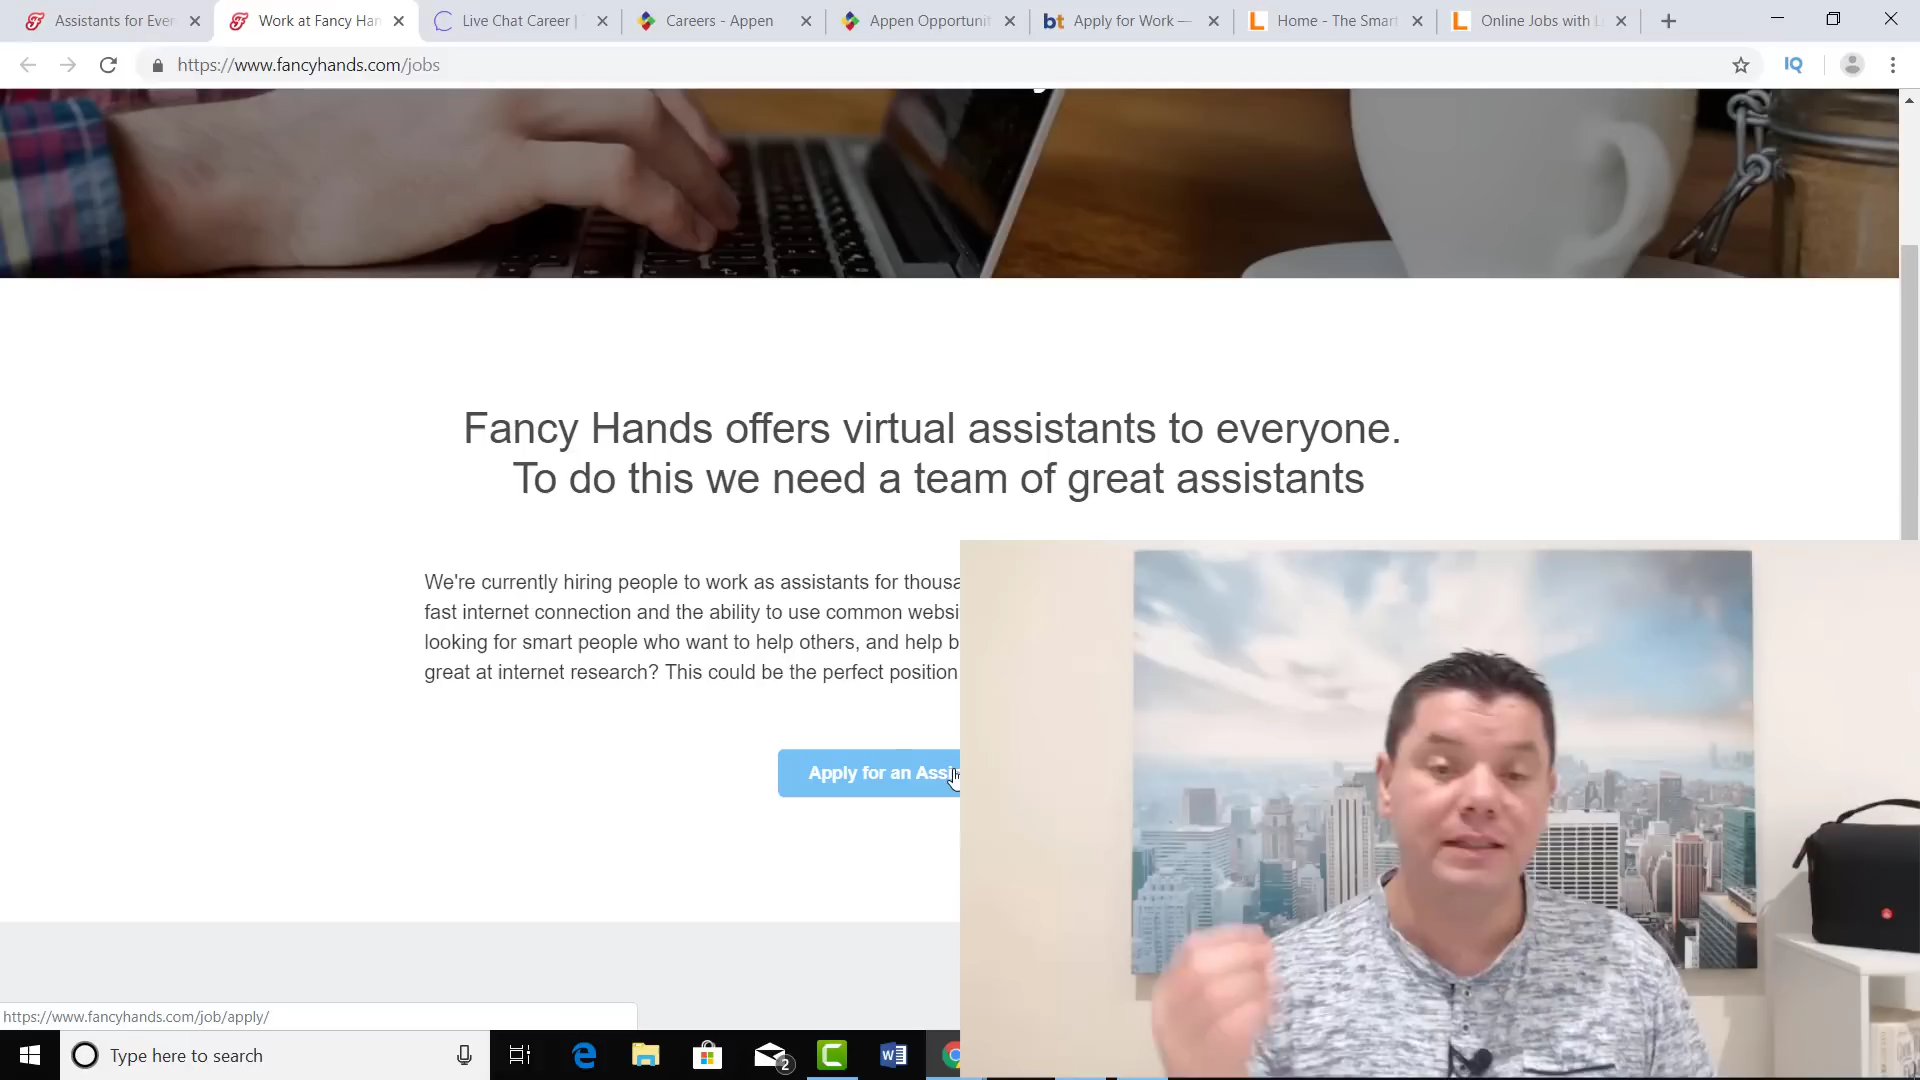 Assistants for Ever
Work at Fancy Han
Live Chat Career |
Careers - Appen
Appen Opportunit
Apply for Work —
Home - The Smart
Online Jobs with L
https://www.fancyhands.com/jobs
IQ
Fancy Hands offers virtual assistants to everyone.
To do this we need a team of great assistants
We're currently hiring people to work as assistants for thousa
fast internet connection and the ability to use common websi
looking for smart people who want to help others, and help b
great at internet research? This could be the perfect position
Apply for an Assi
https://www.fancyhands.com/job/apply/
Type here to search
2